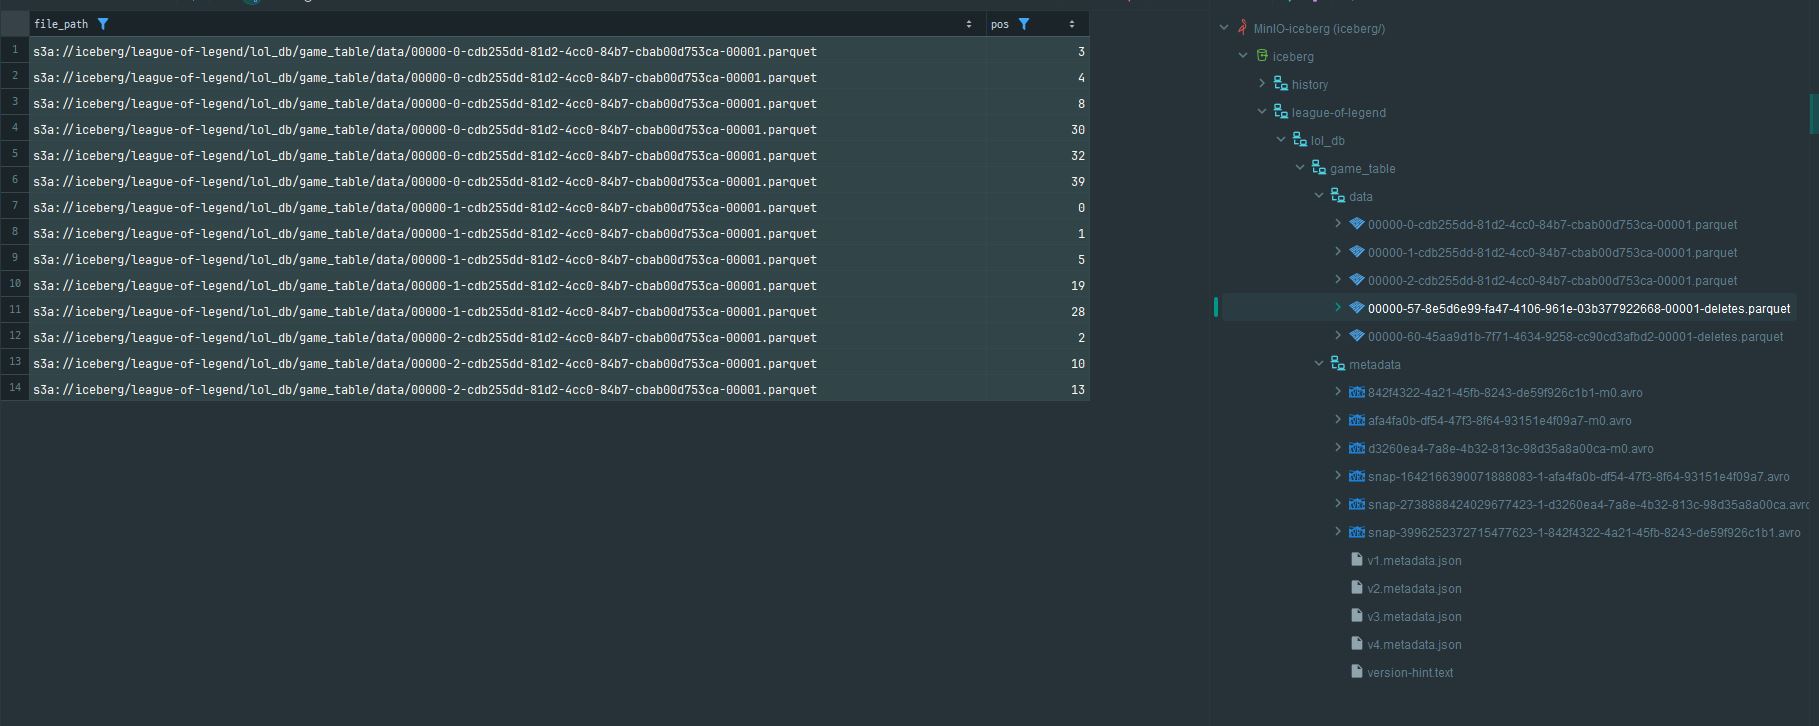 file_path pos
1 s3a://iceberg/league-of-legend/lol_db/game_table/data/00000-0-cdb255dd-81d2-4cc0-84b7-cbab00d753ca-00001.parquet 3
2 s3a://iceberg/league-of-legend/lol_db/game_table/data/00000-0-cdb255dd-81d2-4cc0-84b7-cbab00d753ca-00001.parquet 4
3 s3a://iceberg/league-of-legend/lol_db/game_table/data/00000-0-cdb255dd-81d2-4cc0-84b7-cbab00d753ca-00001.parquet 8
4 s3a://iceberg/league-of-legend/lol_db/game_table/data/00000-0-cdb255dd-81d2-4cc0-84b7-cbab00d753ca-00001.parquet 30
5 s3a://iceberg/league-of-legend/lol_db/game_table/data/00000-0-cdb255dd-81d2-4cc0-84b7-cbab00d753ca-00001.parquet 32
6 s3a://iceberg/league-of-legend/lol_db/game_table/data/00000-0-cdb255dd-81d2-4cc0-84b7-cbab00d753ca-00001.parquet 39
7 s3a://iceberg/league-of-legend/lol_db/game_table/data/00000-1-cdb255dd-81d2-4cc0-84b7-cbab00d753ca-00001.parquet 0
8 s3a://iceberg/league-of-legend/lol_db/game_table/data/00000-1-cdb255dd-81d2-4cc0-84b7-cbab00d753ca-00001.parquet 1
9 s3a://iceberg/league-of-legend/lol_db/game_table/data/00000-1-cdb255dd-81d2-4cc0-84b7-cbab00d753ca-00001.parquet 5
10 s3a://iceberg/league-of-legend/lol_db/game_table/data/00000-1-cdb255dd-81d2-4cc0-84b7-cbab00d753ca-00001.parquet 19
11 s3a://iceberg/league-of-legend/lol_db/game_table/data/00000-1-cdb255dd-81d2-4cc0-84b7-cbab00d753ca-00001.parquet 28
12 s3a://iceberg/league-of-legend/lol_db/game_table/data/00000-2-cdb255dd-81d2-4cc0-84b7-cbab00d753ca-00001.parquet 2
13 s3a://iceberg/league-of-legend/lol_db/game_table/data/00000-2-cdb255dd-81d2-4cc0-84b7-cbab00d753ca-00001.parquet 10
14 s3a://iceberg/league-of-legend/lol_db/game_table/data/00000-2-cdb255dd-81d2-4cc0-84b7-cbab00d753ca-00001.parquet 13
MinIO-iceberg (iceberg/)
iceberg
history
league-of-legend
lol_db
game_table
data
00000-0-cdb255dd-81d2-4cc0-84b7-cbab00d753ca-00001.parquet
00000-1-cdb255dd-81d2-4cc0-84b7-cbab00d753ca-00001.parquet
00000-2-cdb255dd-81d2-4cc0-84b7-cbab00d753ca-00001.parquet
00000-57-8e5d6e99-fa47-4106-961e-03b377922668-00001-deletes.parquet
00000-60-45aa9d1b-7f71-4634-9258-cc90cd3afbd2-00001-deletes.parquet
metadata
842f4322-4a21-45fb-8243-de59f926c1b1-m0.avro
afa4fa0b-df54-47f3-8f64-93151e4f09a7-m0.avro
d3260ea4-7a8e-4b32-813c-98d35a8a00ca-m0.avro
snap-1642166390071888083-1-afa4fa0b-df54-47f3-8f64-93151e4f09a7.avro
snap-2738888424029677423-1-d3260ea4-7a8e-4b32-813c-98d35a8a00ca.avro
snap-3996252372715477623-1-842f4322-4a21-45fb-8243-de59f926c1b1.avro
v1.metadata.json
v2.metadata.json
v3.metadata.json
v4.metadata.json
version-hint.text